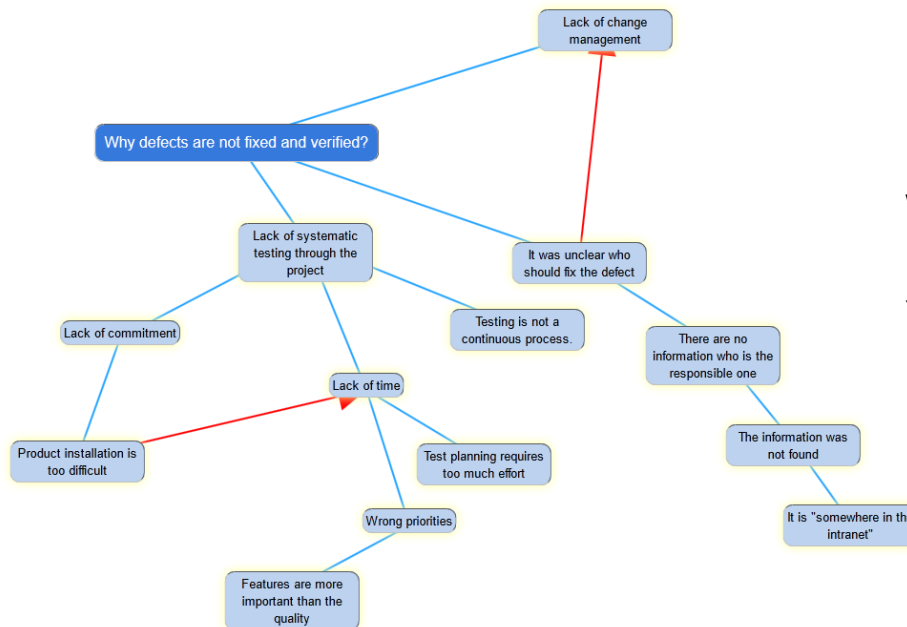 Lack of change
management
Why defects are not fixed and verified?
Lack of systematic
testing through the
project
It was unclear who
should fix the defect
Lack of commitment
Testing is not a
continuous process.
There are no
information who is the
responsible one
Lack of time
Product installation is
too difficult
Test planning requires
too much effort
The information was
not found
Wrong priorities
It is "somewhere in the
intranet"
Features are more
important than the
quality